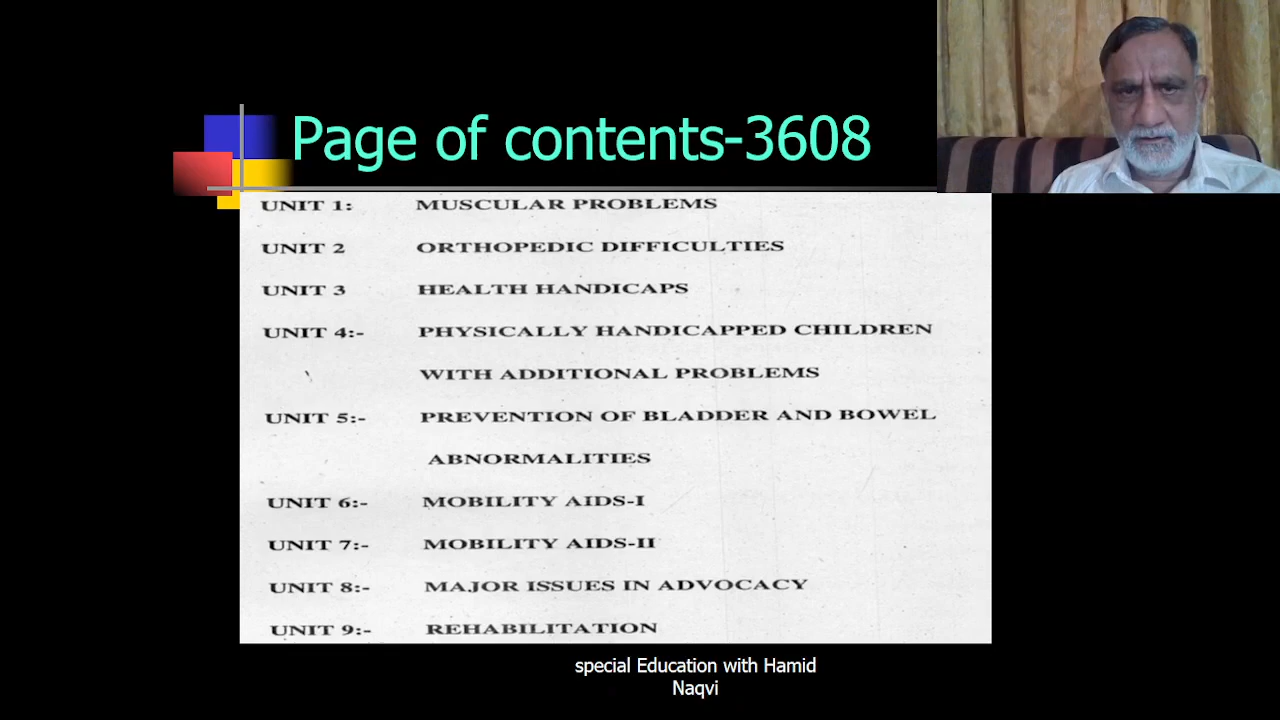 Page of contents-3608
UNIT 1: MUSCULAR PROBLEMS
UNIT 2 ORTHOPEDIC DIFFICULTIES
UNIT 3 HEALTH HANDICAPS
UNIT 4:- PHYSICALLY HANDICAPPED CHILDREN
WITH ADDITIONAL PROBLEMS
UNIT 5:- PREVENTION OF BLADDER AND BOWEL
ABNORMALITIES
UNIT 6:- MOBILITY AIDS-I
UNIT 7:- MOBILITY AIDS-II
UNIT 8:- MAJOR ISSUES IN ADVOCACY
UNIT 9:- REHABILITATION
special Education with Hamid
Naqvi